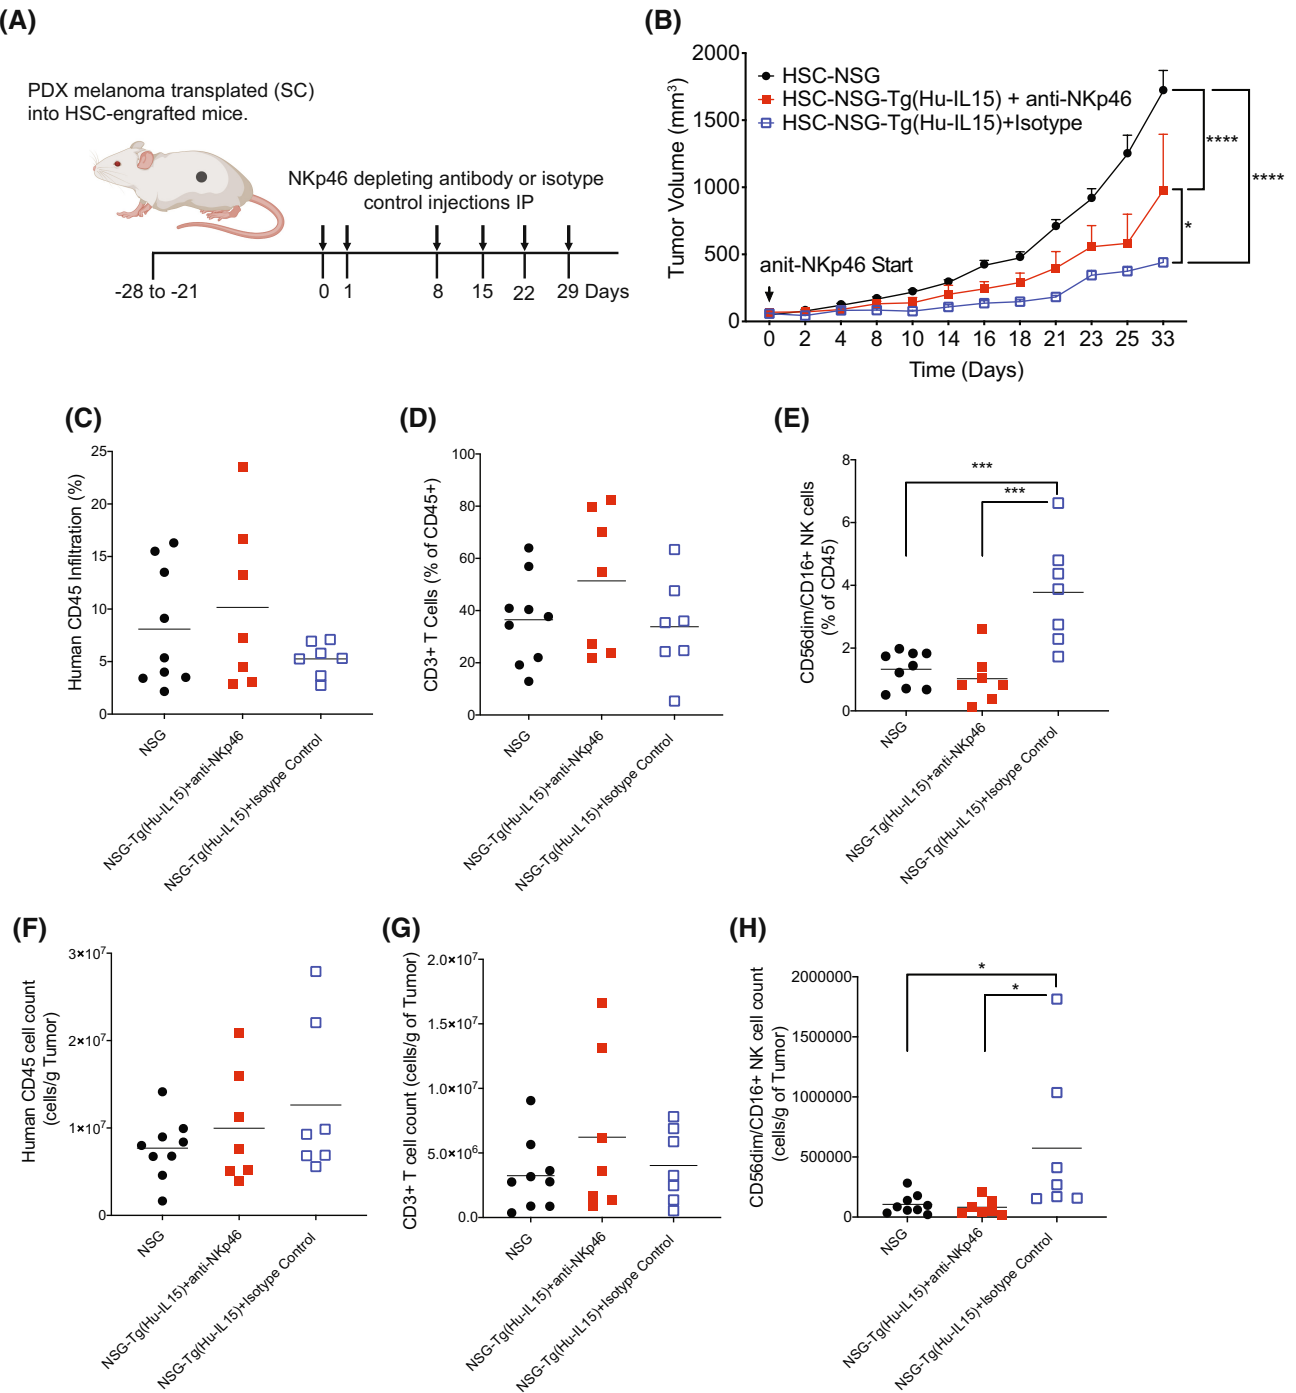 (A)
PDX melanoma transplated (SC)
into HSC-engrafted mice.
NKp46 depleting antibody or isotype
control injections IP
-28 to -21 0 1 8 15 22 29 Days
(B)
Tumor Volume (mm³)
2000
1500
1000
500
0
HSC-NSG
HSC-NSG-Tg(Hu-IL15) + anti-NKp46
HSC-NSG-Tg(Hu-IL15)+Isotype
anit-NKp46 Start
****
****
*
0 2 4 8 10 14 16 18 21 23 25 33
Time (Days)
(C)
Human CD45 Infiltration (%)
25
20
15
10
5
0
NSG
NSG-Tg(Hu-IL15)+anti-NKp46
NSG-Tg(Hu-IL15)+Isotype Control
(D)
CD3+ T Cells (% of CD45+)
100
80
60
40
20
0
NSG
NSG-Tg(Hu-IL15)+anti-NKp46
NSG-Tg(Hu-IL15)+Isotype Control
(E)
CD56dim/CD16+ NK cells
(% of CD45)
8
6
4
2
0
***
***
NSG
NSG-Tg(Hu-IL15)+anti-NKp46
NSG-Tg(Hu-IL15)+Isotype Control
(F)
Human CD45 cell count
(cells/g Tumor)
3×10⁷
2×10⁷
1×10⁷
0
NSG
NSG-Tg(Hu-IL15)+anti-NKp46
NSG-Tg(Hu-IL15)+Isotype Control
(G)
CD3+ T cell count (cells/g of Tumor)
2.0×10⁷
1.5×10⁷
1.0×10⁷
5.0×10⁶
0.0
NSG
NSG-Tg(Hu-IL15)+anti-NKp46
NSG-Tg(Hu-IL15)+Isotype Control
(H)
CD56dim/CD16+ NK cell count
(cells/g of Tumor)
2000000
1500000
1000000
500000
0
*
*
NSG
NSG-Tg(Hu-IL15)+anti-NKp46
NSG-Tg(Hu-IL15)+Isotype Control